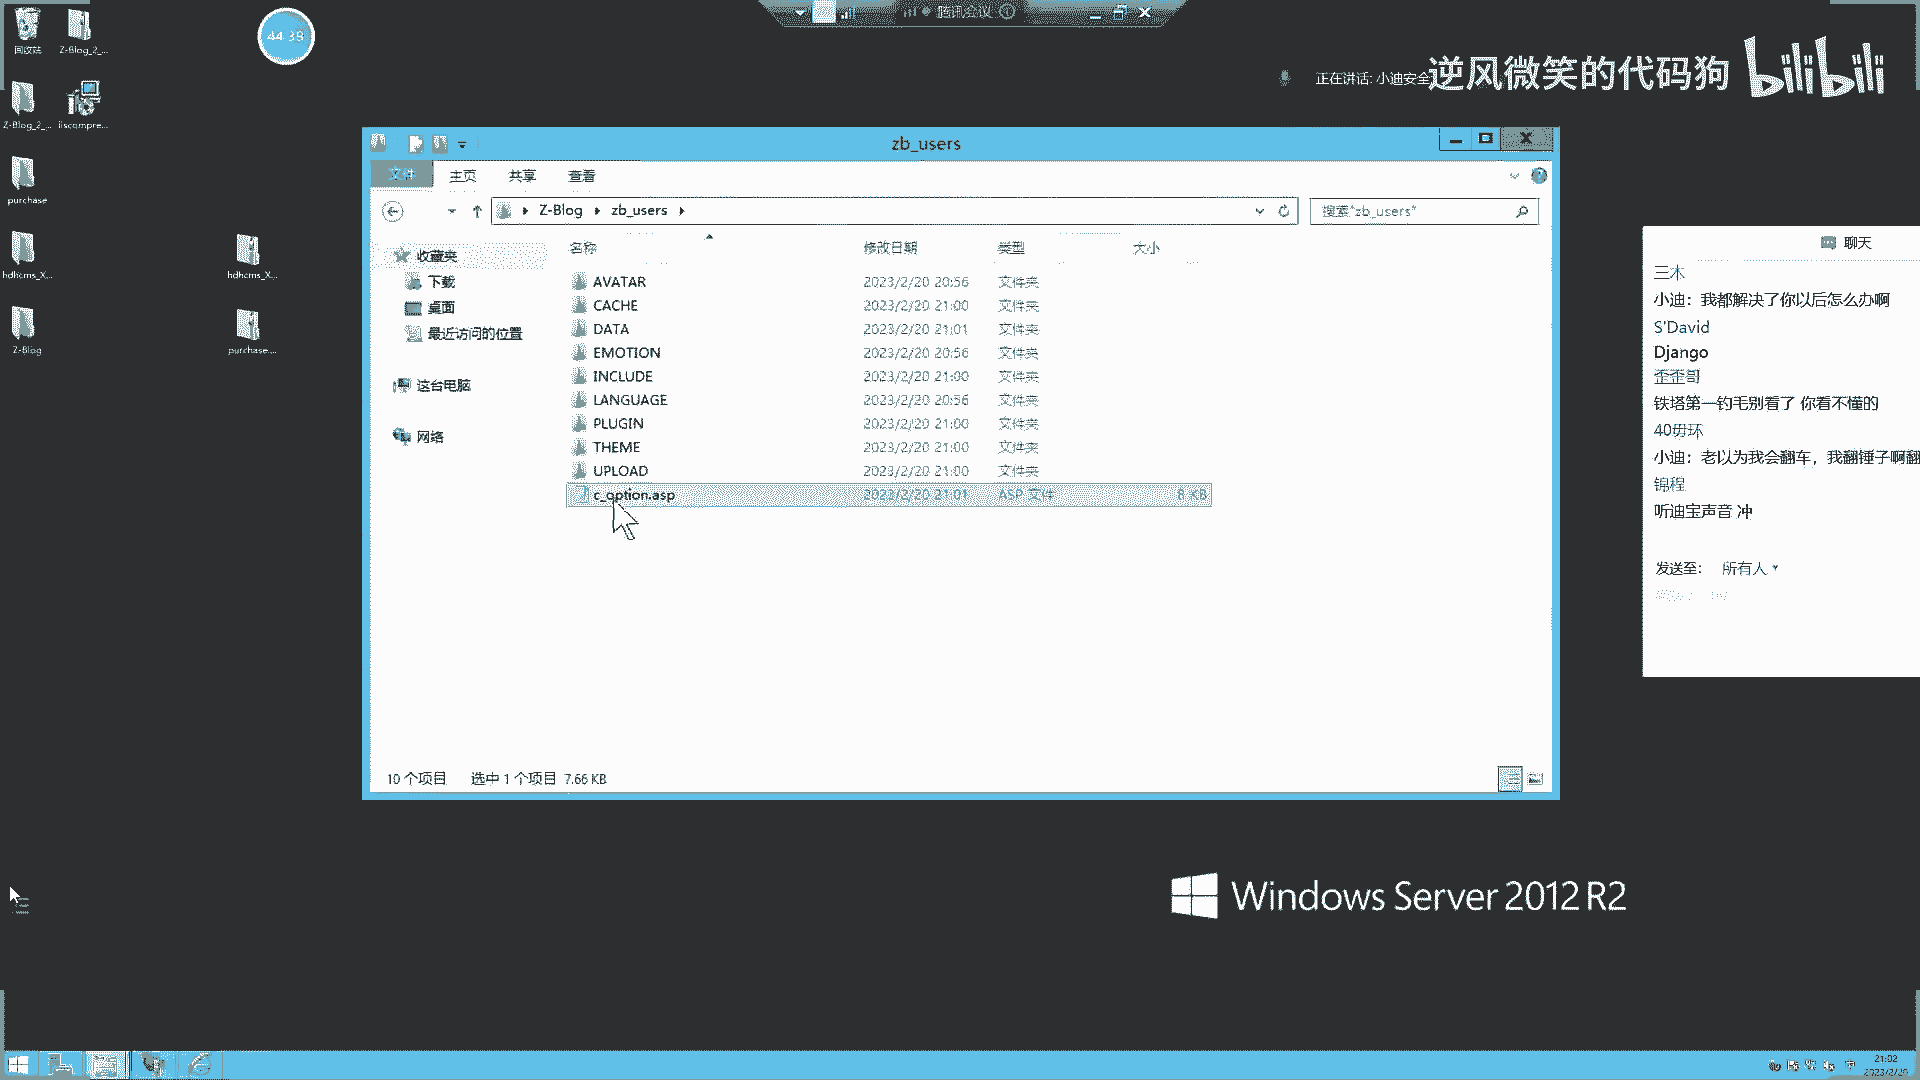 回收站
Z-Blog_2_...
Z-Blog_2_...
iiscompre...
purchase
hdhcms_X...
hdhcms_X...
Z-Blog
purchase....
44:38
腾讯会议
正在讲话: 小迪安全
逆风微笑的代码狗
bilibili
zb_users
文件
主页
共享
查看
Z-Blog
zb_users
搜索"zb_users"
收藏夹
下载
桌面
最近访问的位置
这台电脑
网络
名称 修改日期 类型 大小
AVATAR 2023/2/20 20:56 文件夹
CACHE 2023/2/20 21:00 文件夹
DATA 2023/2/20 21:01 文件夹
EMOTION 2023/2/20 20:56 文件夹
INCLUDE 2023/2/20 21:00 文件夹
LANGUAGE 2023/2/20 20:56 文件夹
PLUGIN 2023/2/20 21:00 文件夹
THEME 2023/2/20 21:00 文件夹
UPLOAD 2023/2/20 21:00 文件夹
c_option.asp 2023/2/20 21:01 ASP 文件 8 KB
10 个项目 选中 1 个项目 7.66 KB
聊天
三木
小迪：我都解决了你以后怎么办啊
S'David
Django
歪歪哥
铁塔第一钓毛别看了 你看不懂的
40毋环
小迪：老以为我会翻车，我翻锤子啊翻
锦程
听迪宝声音 冲
发送至： 所有人
Windows Server 2012 R2
中
21:02
2023/2/20